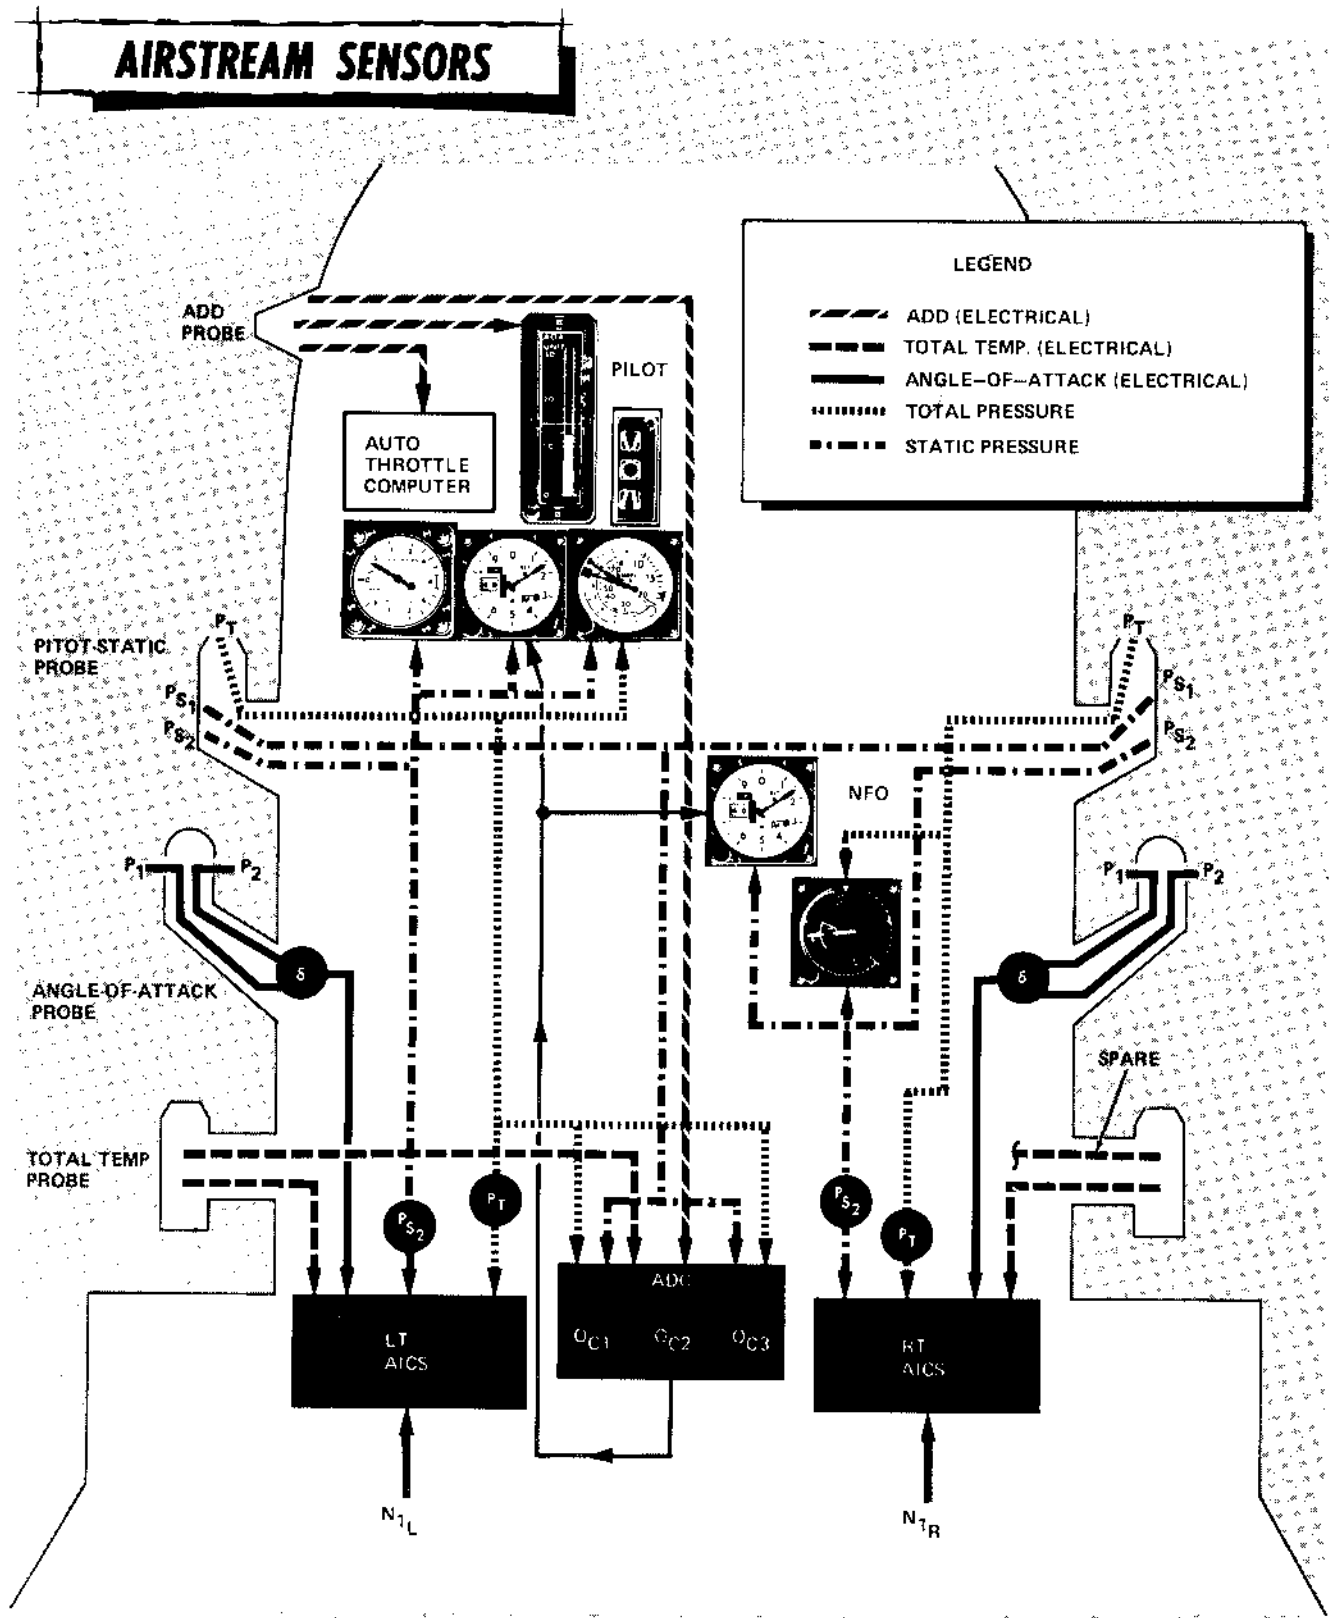 AIRSTREAM SENSORS
LEGEND
ADD (ELECTRICAL)
TOTAL TEMP. (ELECTRICAL)
ANGLE-OF-ATTACK (ELECTRICAL)
TOTAL PRESSURE
STATIC PRESSURE
ADD
PROBE
PILOT
AUTO
THROTTLE
COMPUTER
PITOT-STATIC
PROBE
PT
PS1
PS2
PT
PS1
PS2
NFO
P1
P2
δ
ANGLE-OF-ATTACK
PROBE
P1
P2
δ
SPARE
TOTAL TEMP
PROBE
PS2
PT
PS2
PT
LT
AICS
ADC
QC1
QC2
QC3
RT
AICS
N1L
N1R